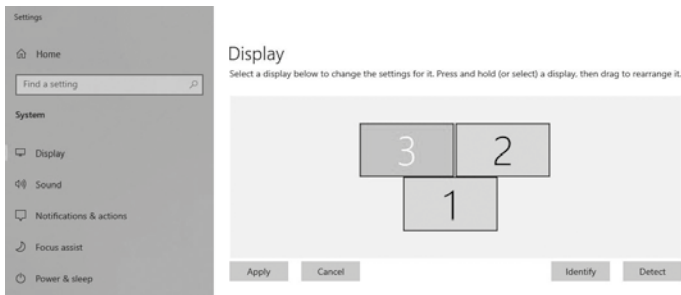 Settings
Home
Find a setting
System
Display
Sound
Notifications & actions
Focus assist
Power & sleep
Display
Select a display below to change the settings for it. Press and hold (or select) a display, then drag to rearrange it.
3 2
1
Apply Cancel Identify Detect